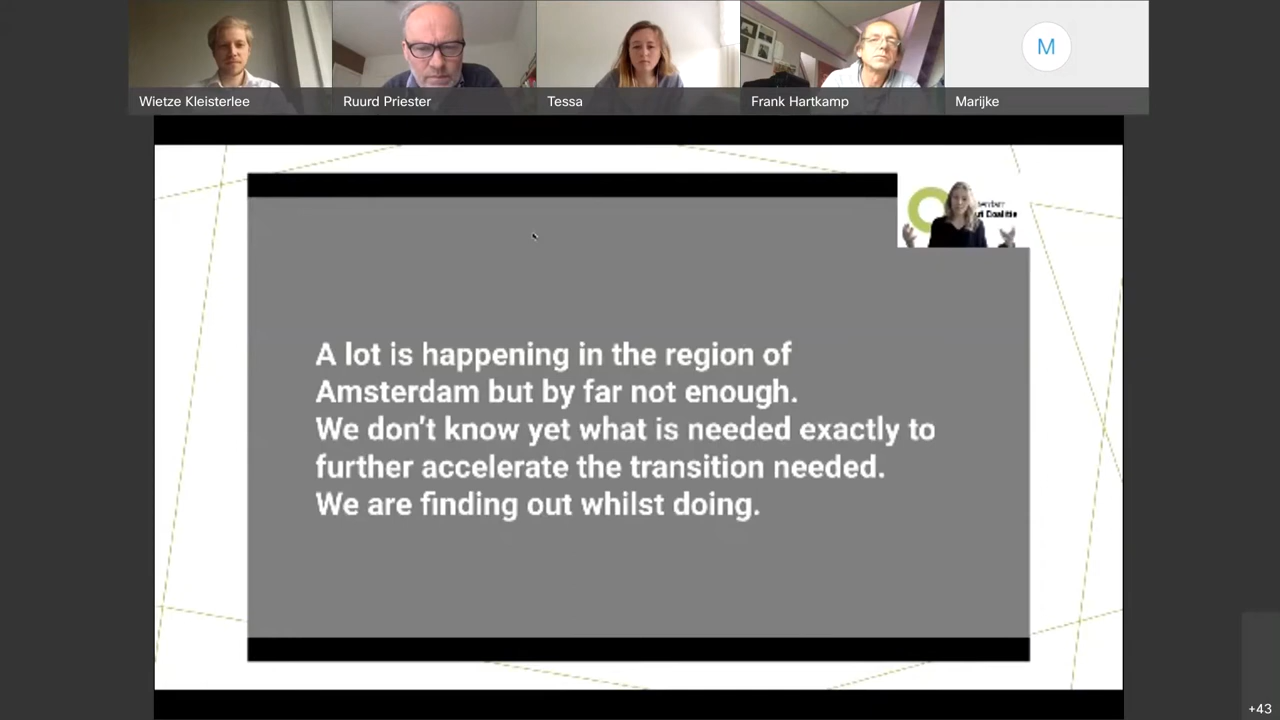 Wietze Kleisterlee
Ruurd Priester
Tessa
Frank Hartkamp
M
Marijke
A lot is happening in the region of
Amsterdam but by far not enough.
We don't know yet what is needed exactly to
further accelerate the transition needed.
We are finding out whilst doing.
+43